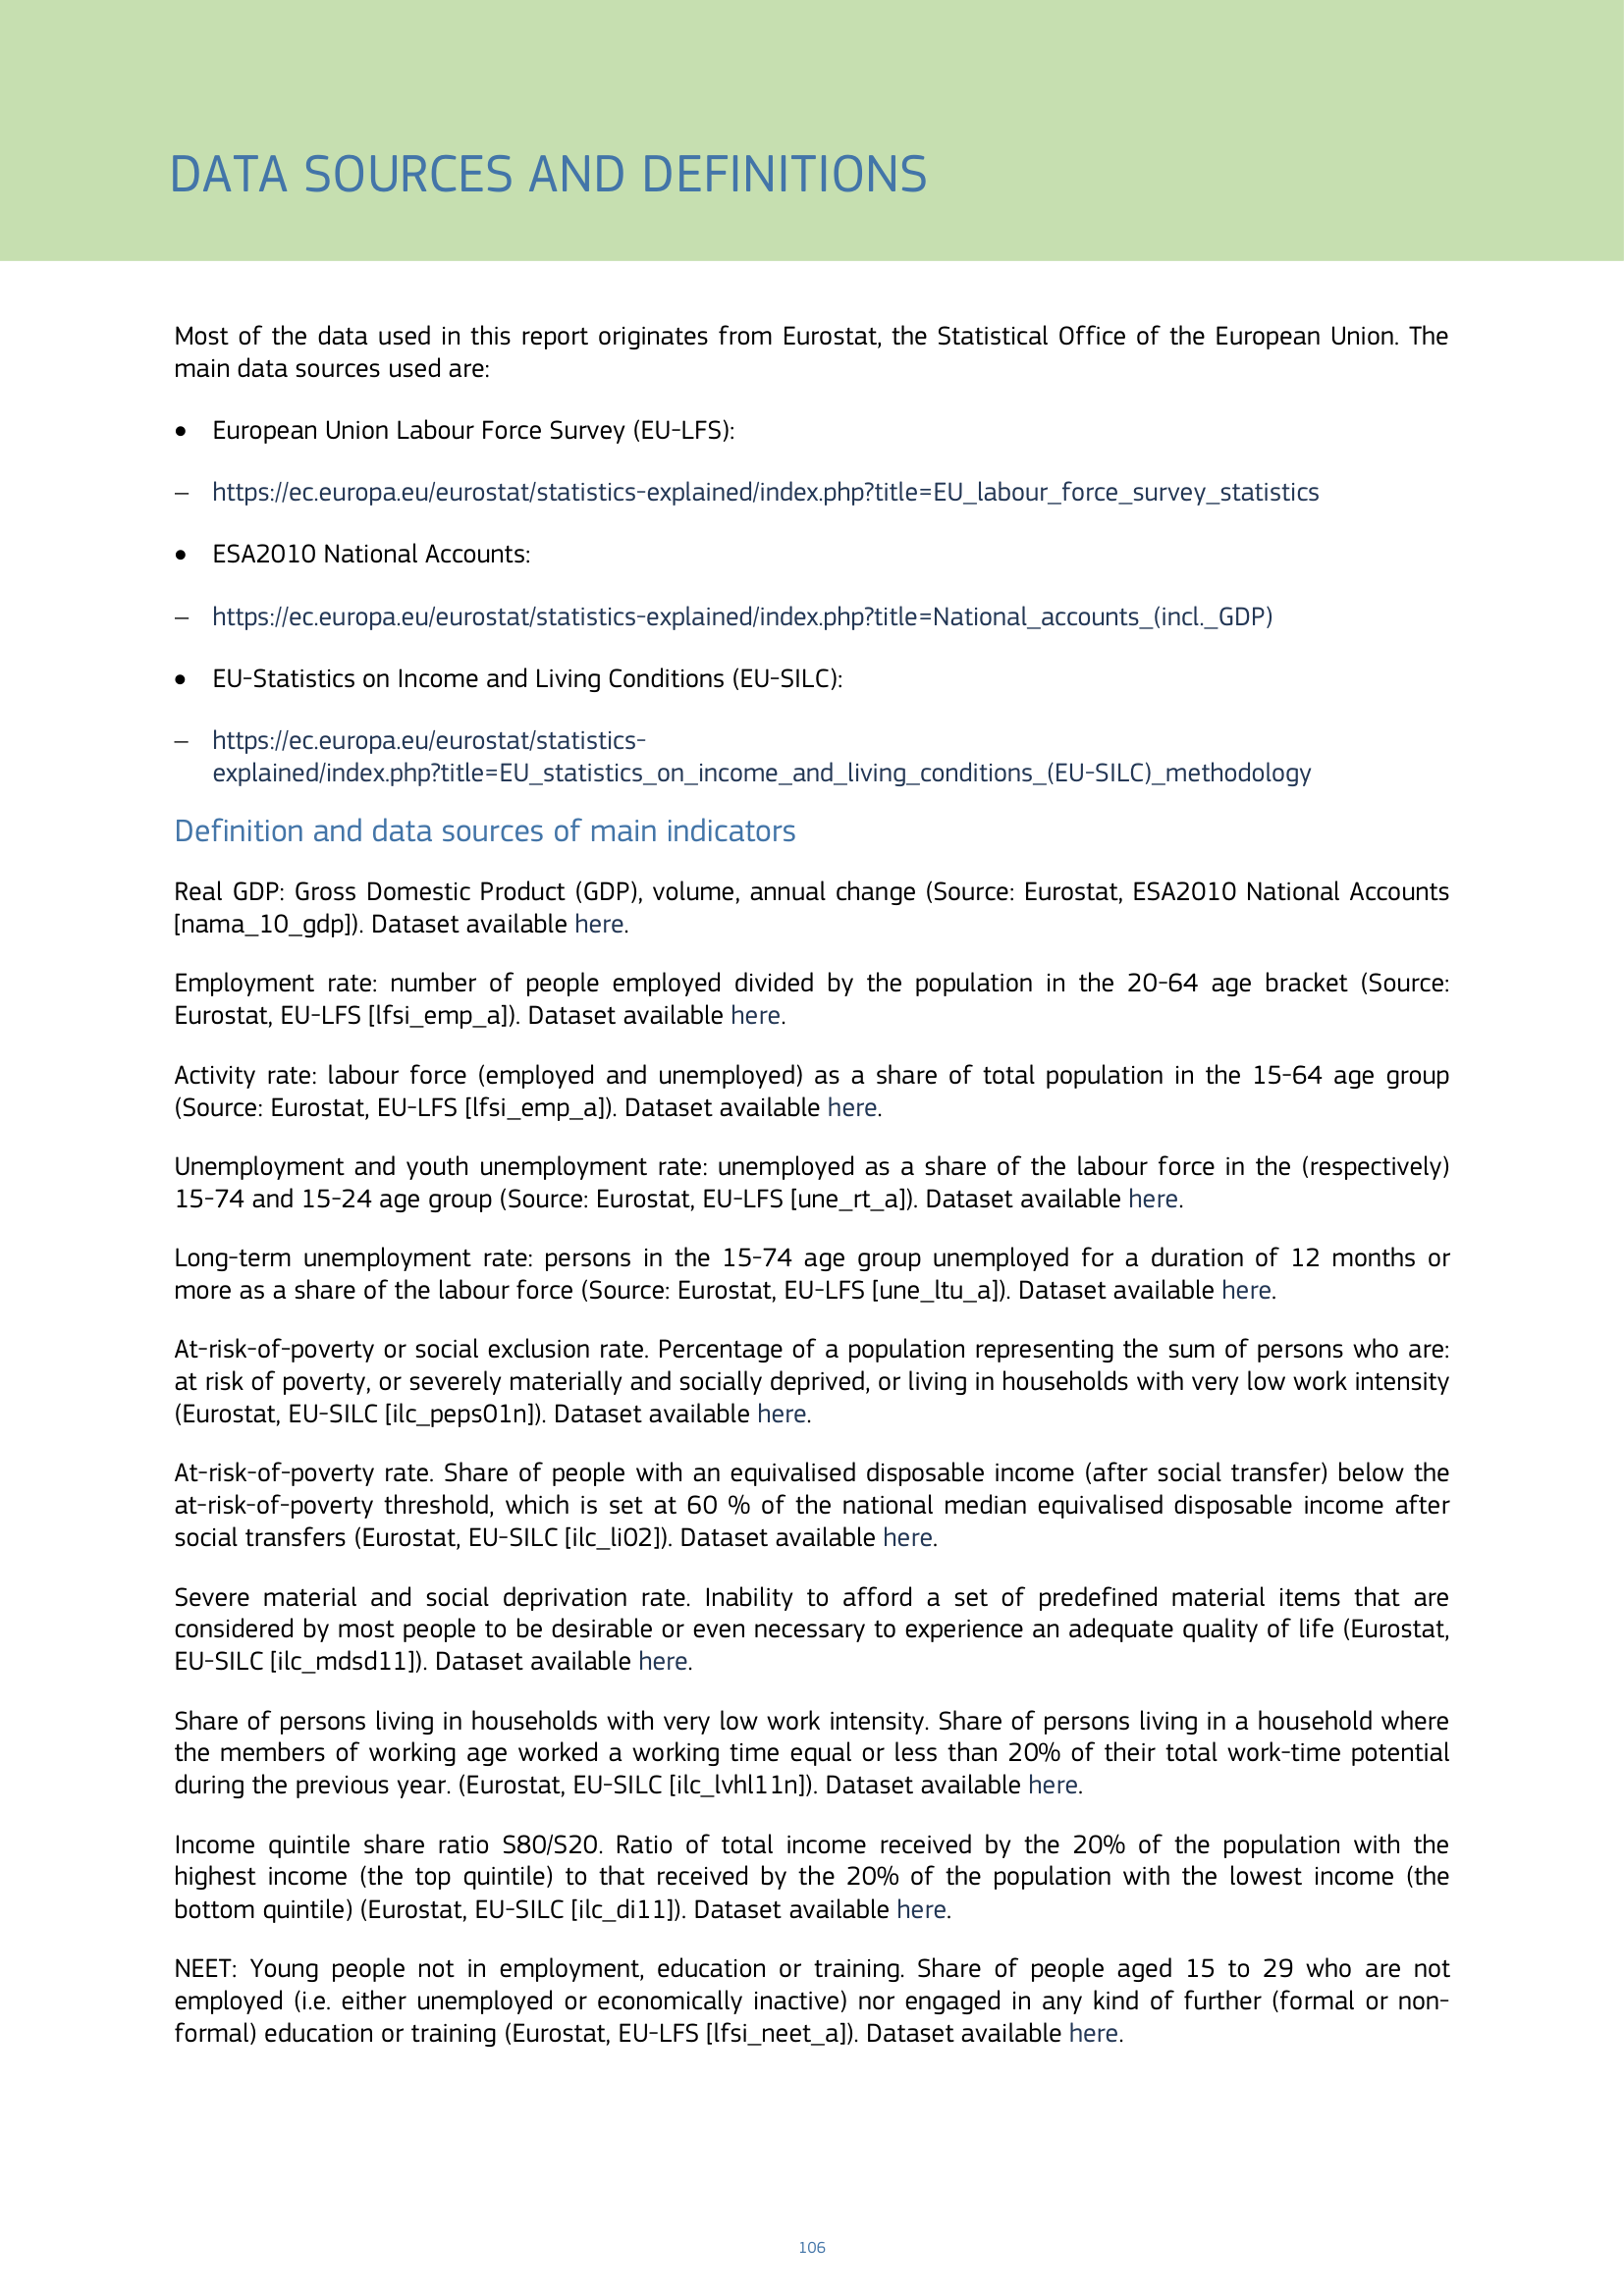 DATA SOURCES AND DEFINITIONS
Most of the data used in this report originates from Eurostat, the Statistical Office of the European Union. The
main data sources used are:
• European Union Labour Force Survey (EU-LFS):
– https://ec.europa.eu/eurostat/statistics-explained/index.php?title=EU_labour_force_survey_statistics
• ESA2010 National Accounts:
– https://ec.europa.eu/eurostat/statistics-explained/index.php?title=National_accounts_(incl._GDP)
• EU-Statistics on Income and Living Conditions (EU-SILC):
– https://ec.europa.eu/eurostat/statistics-
explained/index.php?title=EU_statistics_on_income_and_living_conditions_(EU-SILC)_methodology
Definition and data sources of main indicators
Real GDP: Gross Domestic Product (GDP), volume, annual change (Source: Eurostat, ESA2010 National Accounts
[nama_10_gdp]). Dataset available here.
Employment rate: number of people employed divided by the population in the 20-64 age bracket (Source:
Eurostat, EU-LFS [lfsi_emp_a]). Dataset available here.
Activity rate: labour force (employed and unemployed) as a share of total population in the 15-64 age group
(Source: Eurostat, EU-LFS [lfsi_emp_a]). Dataset available here.
Unemployment and youth unemployment rate: unemployed as a share of the labour force in the (respectively)
15-74 and 15-24 age group (Source: Eurostat, EU-LFS [une_rt_a]). Dataset available here.
Long-term unemployment rate: persons in the 15-74 age group unemployed for a duration of 12 months or
more as a share of the labour force (Source: Eurostat, EU-LFS [une_ltu_a]). Dataset available here.
At-risk-of-poverty or social exclusion rate. Percentage of a population representing the sum of persons who are:
at risk of poverty, or severely materially and socially deprived, or living in households with very low work intensity
(Eurostat, EU-SILC [ilc_peps01n]). Dataset available here.
At-risk-of-poverty rate. Share of people with an equivalised disposable income (after social transfer) below the
at-risk-of-poverty threshold, which is set at 60 % of the national median equivalised disposable income after
social transfers (Eurostat, EU-SILC [ilc_li02]). Dataset available here.
Severe material and social deprivation rate. Inability to afford a set of predefined material items that are
considered by most people to be desirable or even necessary to experience an adequate quality of life (Eurostat,
EU-SILC [ilc_mdsd11]). Dataset available here.
Share of persons living in households with very low work intensity. Share of persons living in a household where
the members of working age worked a working time equal or less than 20% of their total work-time potential
during the previous year. (Eurostat, EU-SILC [ilc_lvhl11n]). Dataset available here.
Income quintile share ratio S80/S20. Ratio of total income received by the 20% of the population with the
highest income (the top quintile) to that received by the 20% of the population with the lowest income (the
bottom quintile) (Eurostat, EU-SILC [ilc_di11]). Dataset available here.
NEET: Young people not in employment, education or training. Share of people aged 15 to 29 who are not
employed (i.e. either unemployed or economically inactive) nor engaged in any kind of further (formal or non-
formal) education or training (Eurostat, EU-LFS [lfsi_neet_a]). Dataset available here.
106